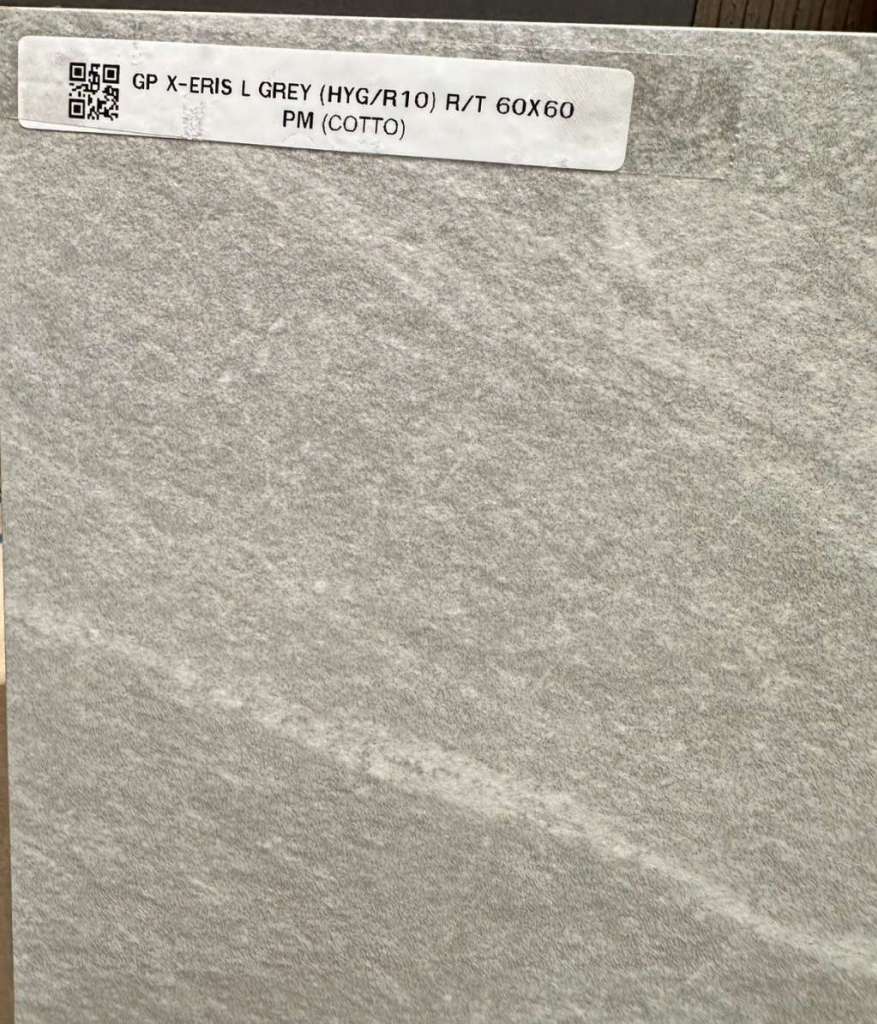 GP X-ERIS L GREY (HYG/R10) R/T 60X60
PM (COTTO)